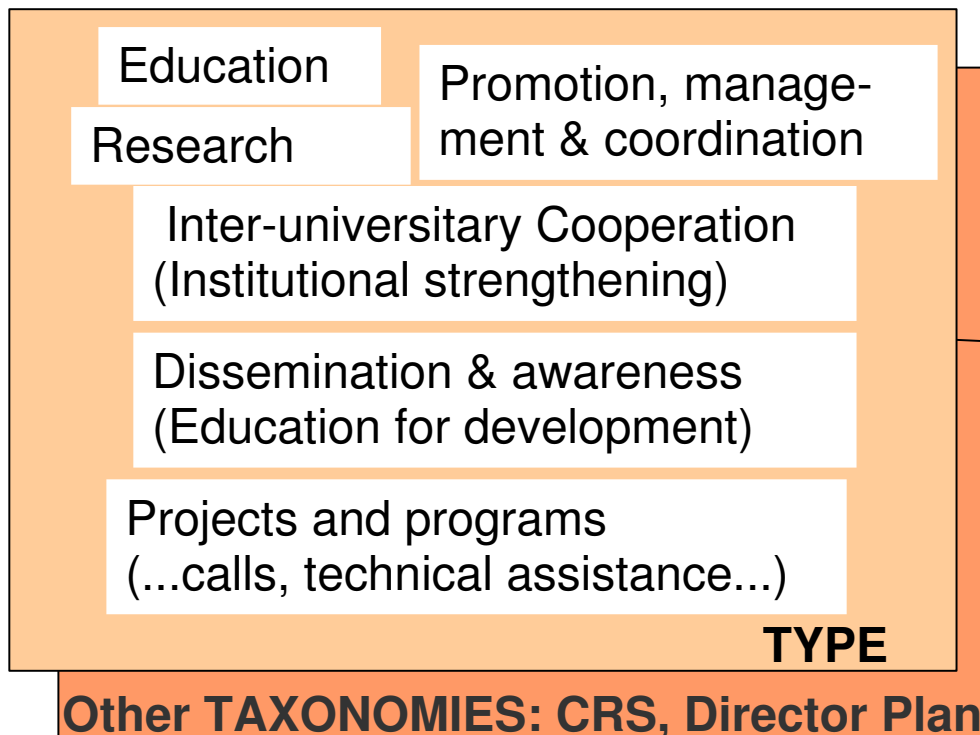 Education
Promotion, manage-
ment & coordination
Research
Inter-universitary Cooperation
(Institutional strengthening)
Dissemination & awareness
(Education for development)
Projects and programs
(...calls, technical assistance...)
TYPE
Other TAXONOMIES: CRS, Director Plan